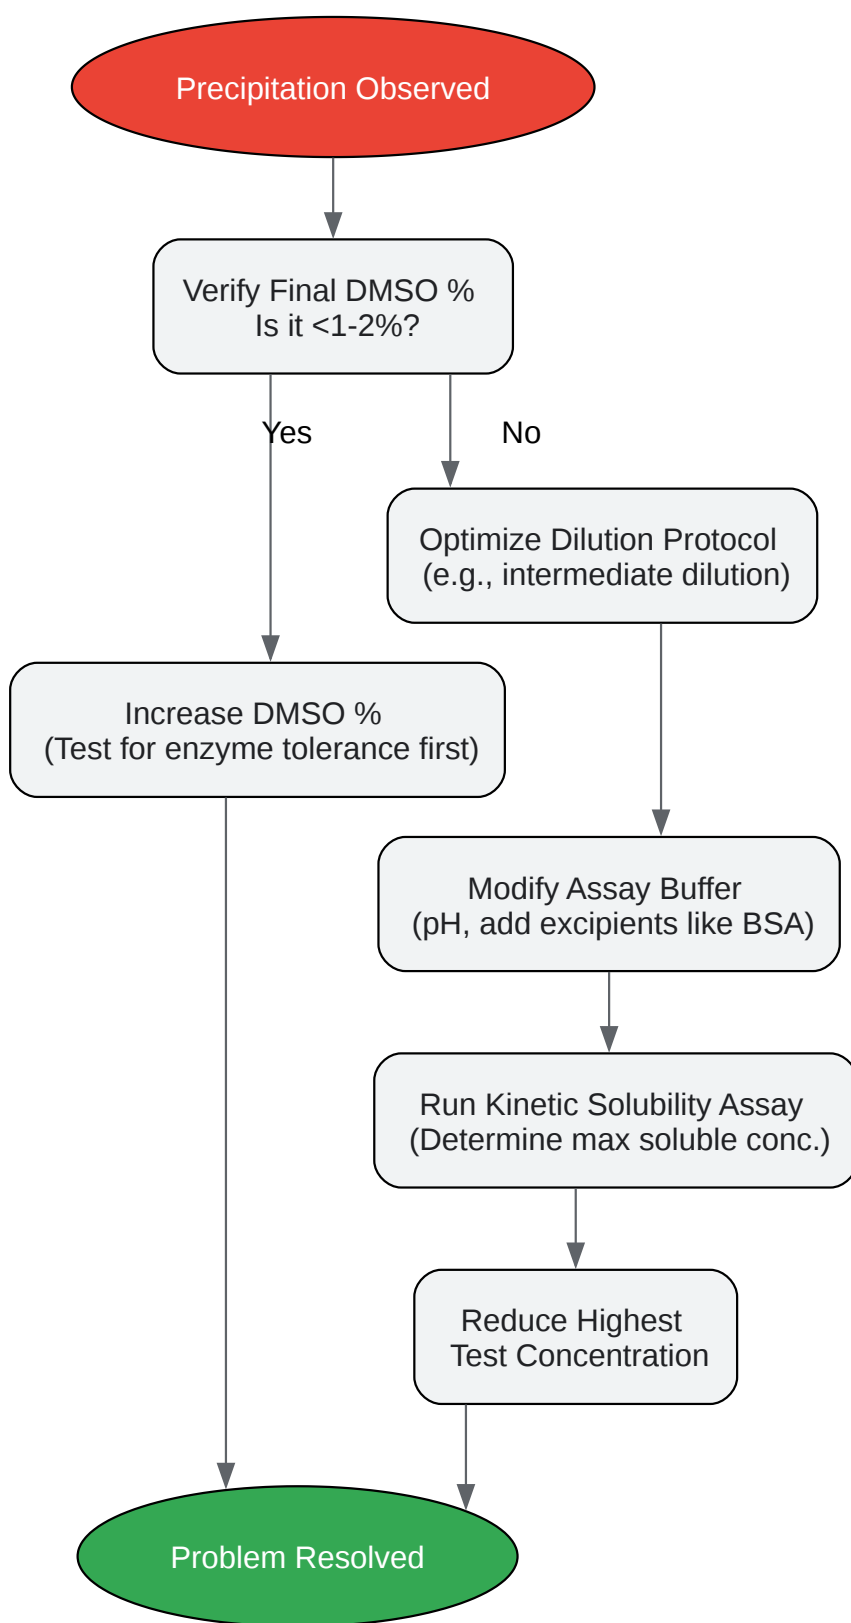 Precipitation Observed
Verify Final DMSO %
Is it <1-2%?
Yes
No
Optimize Dilution Protocol
(e.g., intermediate dilution)
Increase DMSO %
(Test for enzyme tolerance first)
Modify Assay Buffer
(pH, add excipients like BSA)
Run Kinetic Solubility Assay
(Determine max soluble conc.)
Reduce Highest
Test Concentration
Problem Resolved